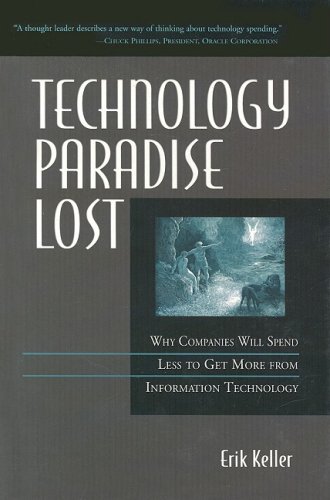 "A thought leader describes a new way of thinking about technology spending."
—Chuck Phillips, President, Oracle Corporation
TECHNOLOGY
PARADISE
LOST
Why Companies Will Spend
Less to Get More from
Information Technology
Erik Keller